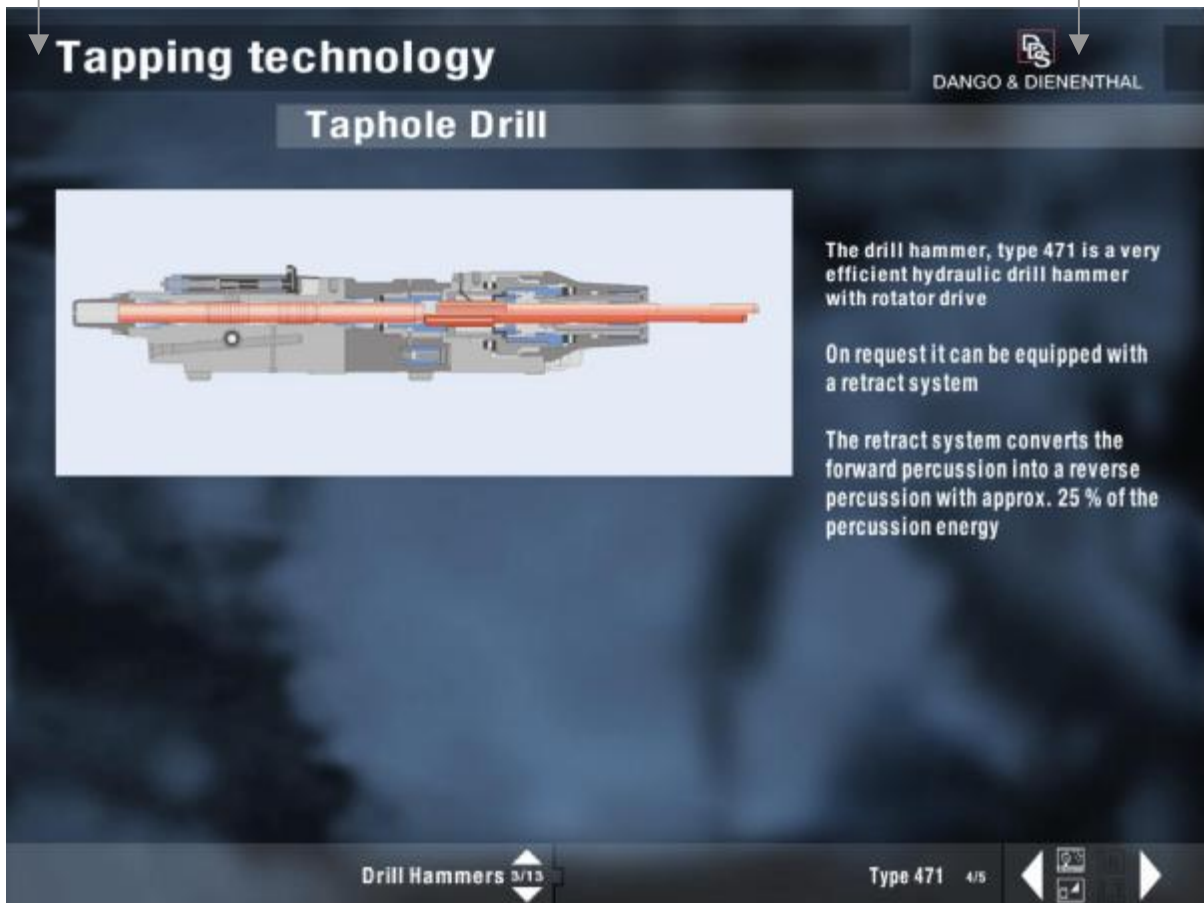 Tapping technology
DDS
DANGO & DIENENTHAL
Taphole Drill
The drill hammer, type 471 is a very
efficient hydraulic drill hammer
with rotator drive
On request it can be equipped with
a retract system
The retract system converts the
forward percussion into a reverse
percussion with approx. 25 % of the
percussion energy
Drill Hammers 3/13
Type 471 4/5